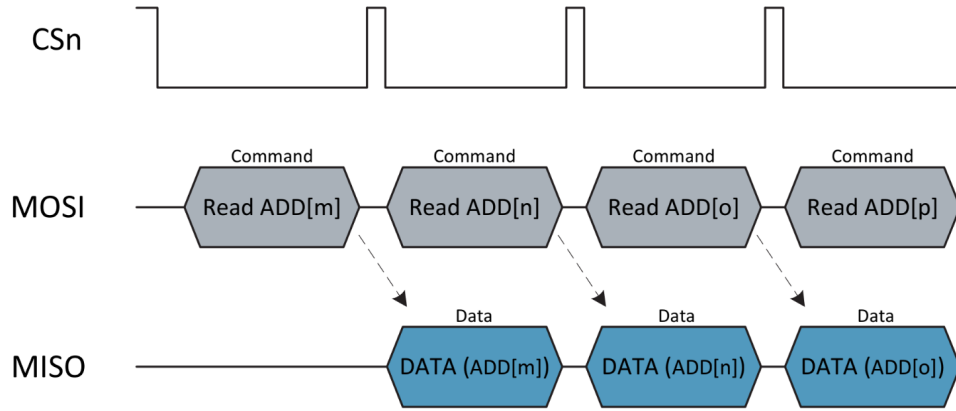 CSn
Command Command Command Command
MOSI Read ADD[m] Read ADD[n] Read ADD[o] Read ADD[p]
Data Data Data
MISO DATA (ADD[m]) DATA (ADD[n]) DATA (ADD[o])